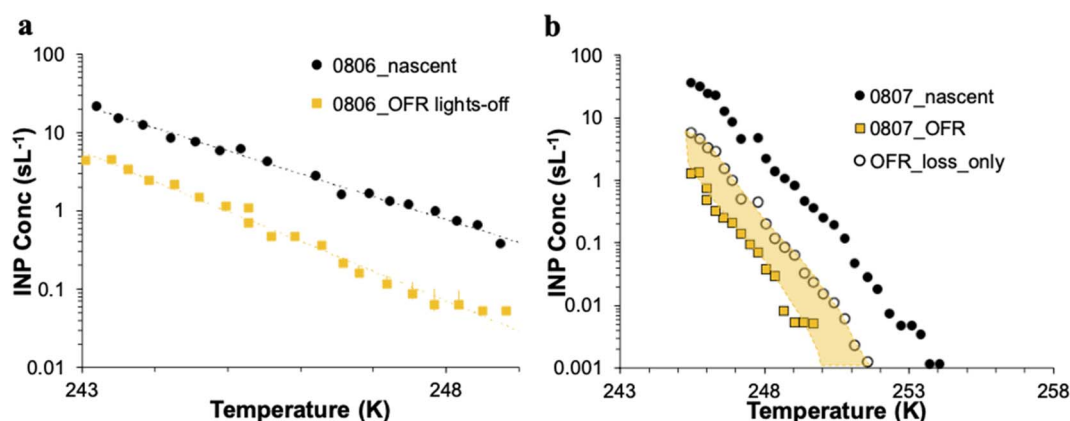 a
100
10
1
0.1
0.01
INP Conc (sL⁻¹)
0806_nascent
0806_OFR lights-off
243
248
Temperature (K)
b
100
10
1
0.1
0.01
0.001
INP Conc (sL⁻¹)
0807_nascent
0807_OFR
OFR_loss_only
243
248
253
258
Temperature (K)